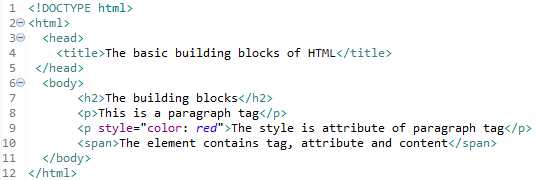 1 <!DOCTYPE html>
2 <html>
3 <head>
4 <title>The basic building blocks of HTML</title>
5 </head>
6 <body>
7 <h2>The building blocks</h2>
8 <p>This is a paragraph tag</p>
9 <p style="color: red">The style is attribute of paragraph tag</p>
10 <span>The element contains tag, attribute and content</span>
11 </body>
12 </html>